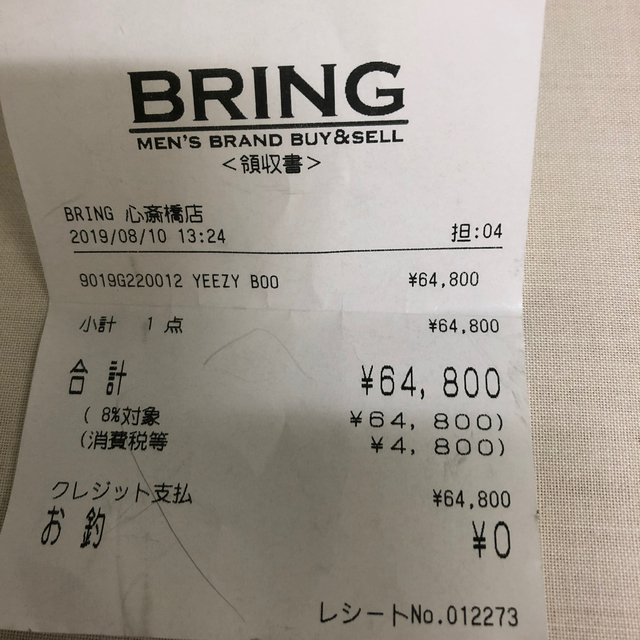 BRING
MEN'S BRAND BUY&SELL
<領収書>
BRING 心斎橋店
2019/08/10 13:24 担:04
9019G220012 YEEZY BOO ¥64,800
小計 1 点 ¥64,800
合計 ¥64,800
( 8%対象 ¥64,800)
(消費税等 ¥4,800)
クレジット支払 ¥64,800
お釣 ¥0
レシートNo.012273